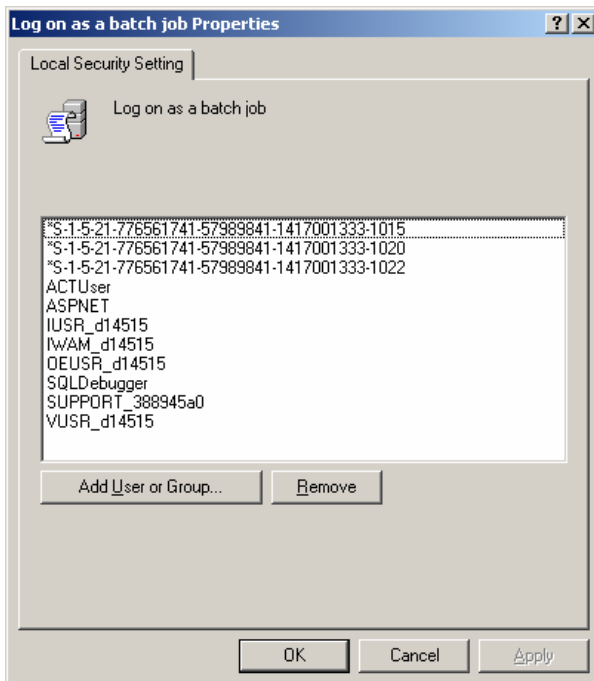 Log on as a batch job Properties
Local Security Setting
Log on as a batch job
*S-1-5-21-776561741-57989841-1417001333-1015
*S-1-5-21-776561741-57989841-1417001333-1020
*S-1-5-21-776561741-57989841-1417001333-1022
ACTUser
ASPNET
IUSR_d14515
IWAM_d14515
OEUSR_d14515
SQLDebugger
SUPPORT_388945a0
VUSR_d14515
Add User or Group... Remove
OK Cancel Apply